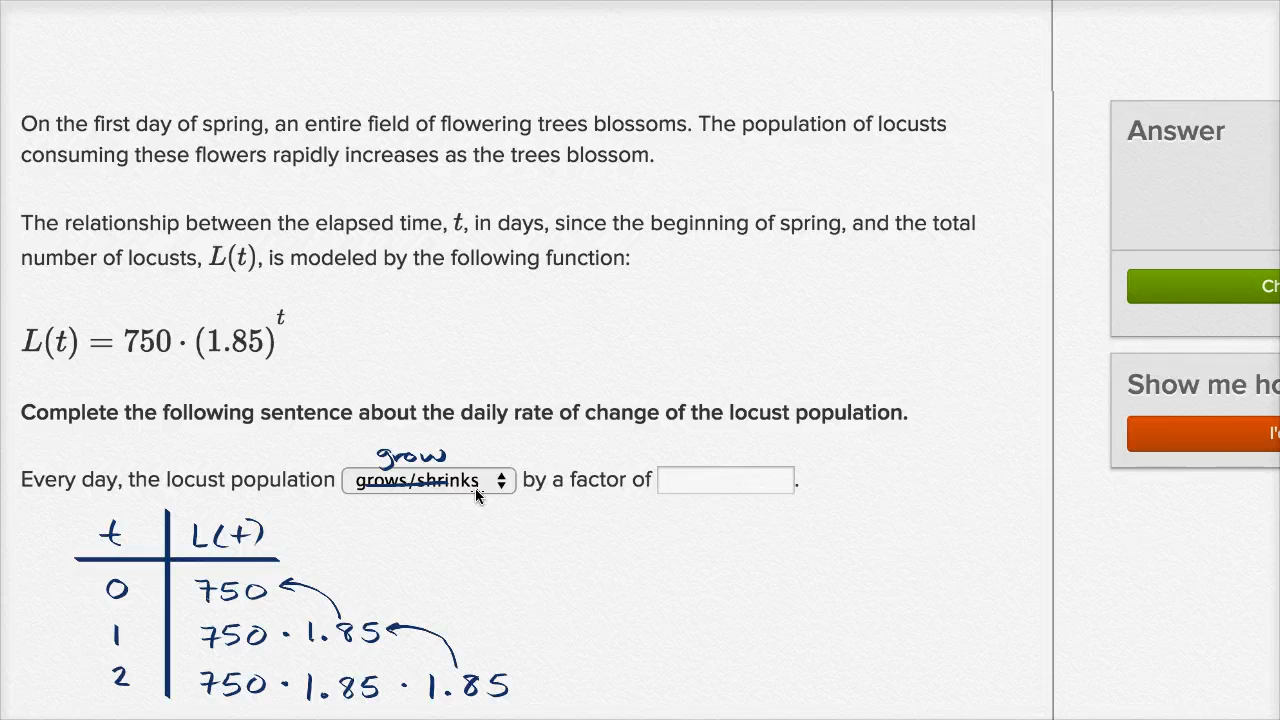 On the first day of spring, an entire field of flowering trees blossoms. The population of locusts
consuming these flowers rapidly increases as the trees blossom.
The relationship between the elapsed time, t, in days, since the beginning of spring, and the total
number of locusts, L(t), is modeled by the following function:
L(t) = 750 · (1.85)^t
Complete the following sentence about the daily rate of change of the locust population.
grow
Every day, the locust population grows/shrinks by a factor of .
t L(t)
0 750
1 750 · 1.85
2 750 · 1.85 · 1.85
Answer
Show me